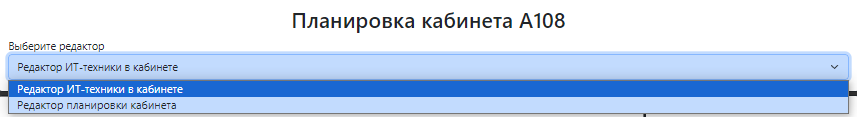 Планировка кабинета А108
Выберите редактор
Редактор ИТ-техники в кабинете
Редактор ИТ-техники в кабинете
Редактор планировки кабинета